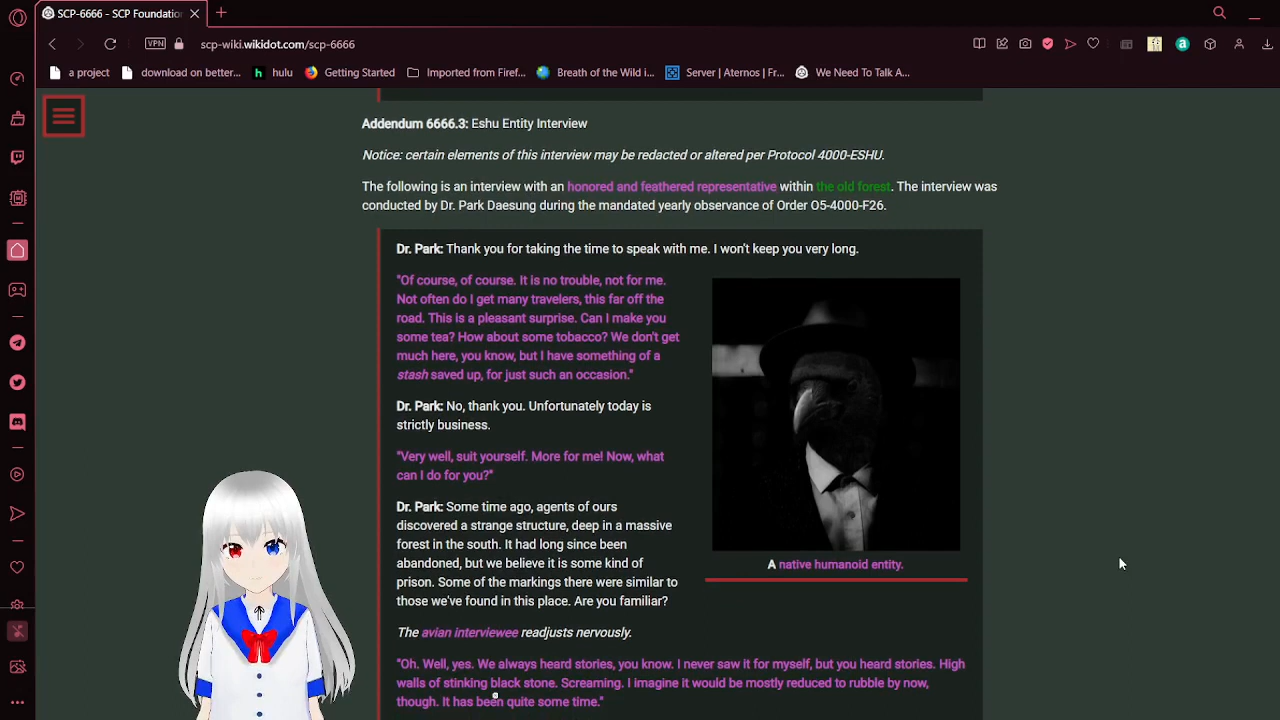 SCP-6666 - SCP Foundatio
VPN
scp-wiki.wikidot.com/scp-6666
a project
download on better...
hulu
Getting Started
Imported from Firef...
Breath of the Wild i...
Server | Aternos | Fr...
We Need To Talk A...
Addendum 6666.3: Eshu Entity Interview
Notice: certain elements of this interview may be redacted or altered per Protocol 4000-ESHU.
The following is an interview with an honored and feathered representative within the old forest. The interview was
conducted by Dr. Park Daesung during the mandated yearly observance of Order O5-4000-F26.
Dr. Park: Thank you for taking the time to speak with me. I won't keep you very long.
"Of course, of course. It is no trouble, not for me.
Not often do I get many travelers, this far off the
road. This is a pleasant surprise. Can I make you
some tea? How about some tobacco? We don't get
much here, you know, but I have something of a
stash saved up, for just such an occasion."
Dr. Park: No, thank you. Unfortunately today is
strictly business.
"Very well, suit yourself. More for me! Now, what
can I do for you?"
Dr. Park: Some time ago, agents of ours
discovered a strange structure, deep in a massive
forest in the south. It had long since been
abandoned, but we believe it is some kind of
prison. Some of the markings there were similar to
those we've found in this place. Are you familiar?
A native humanoid entity.
The avian interviewee readjusts nervously.
"Oh. Well, yes. We always heard stories, you know. I never saw it for myself, but you heard stories. High
walls of stinking black stone. Screaming. I imagine it would be mostly reduced to rubble by now,
though. It has been quite some time."